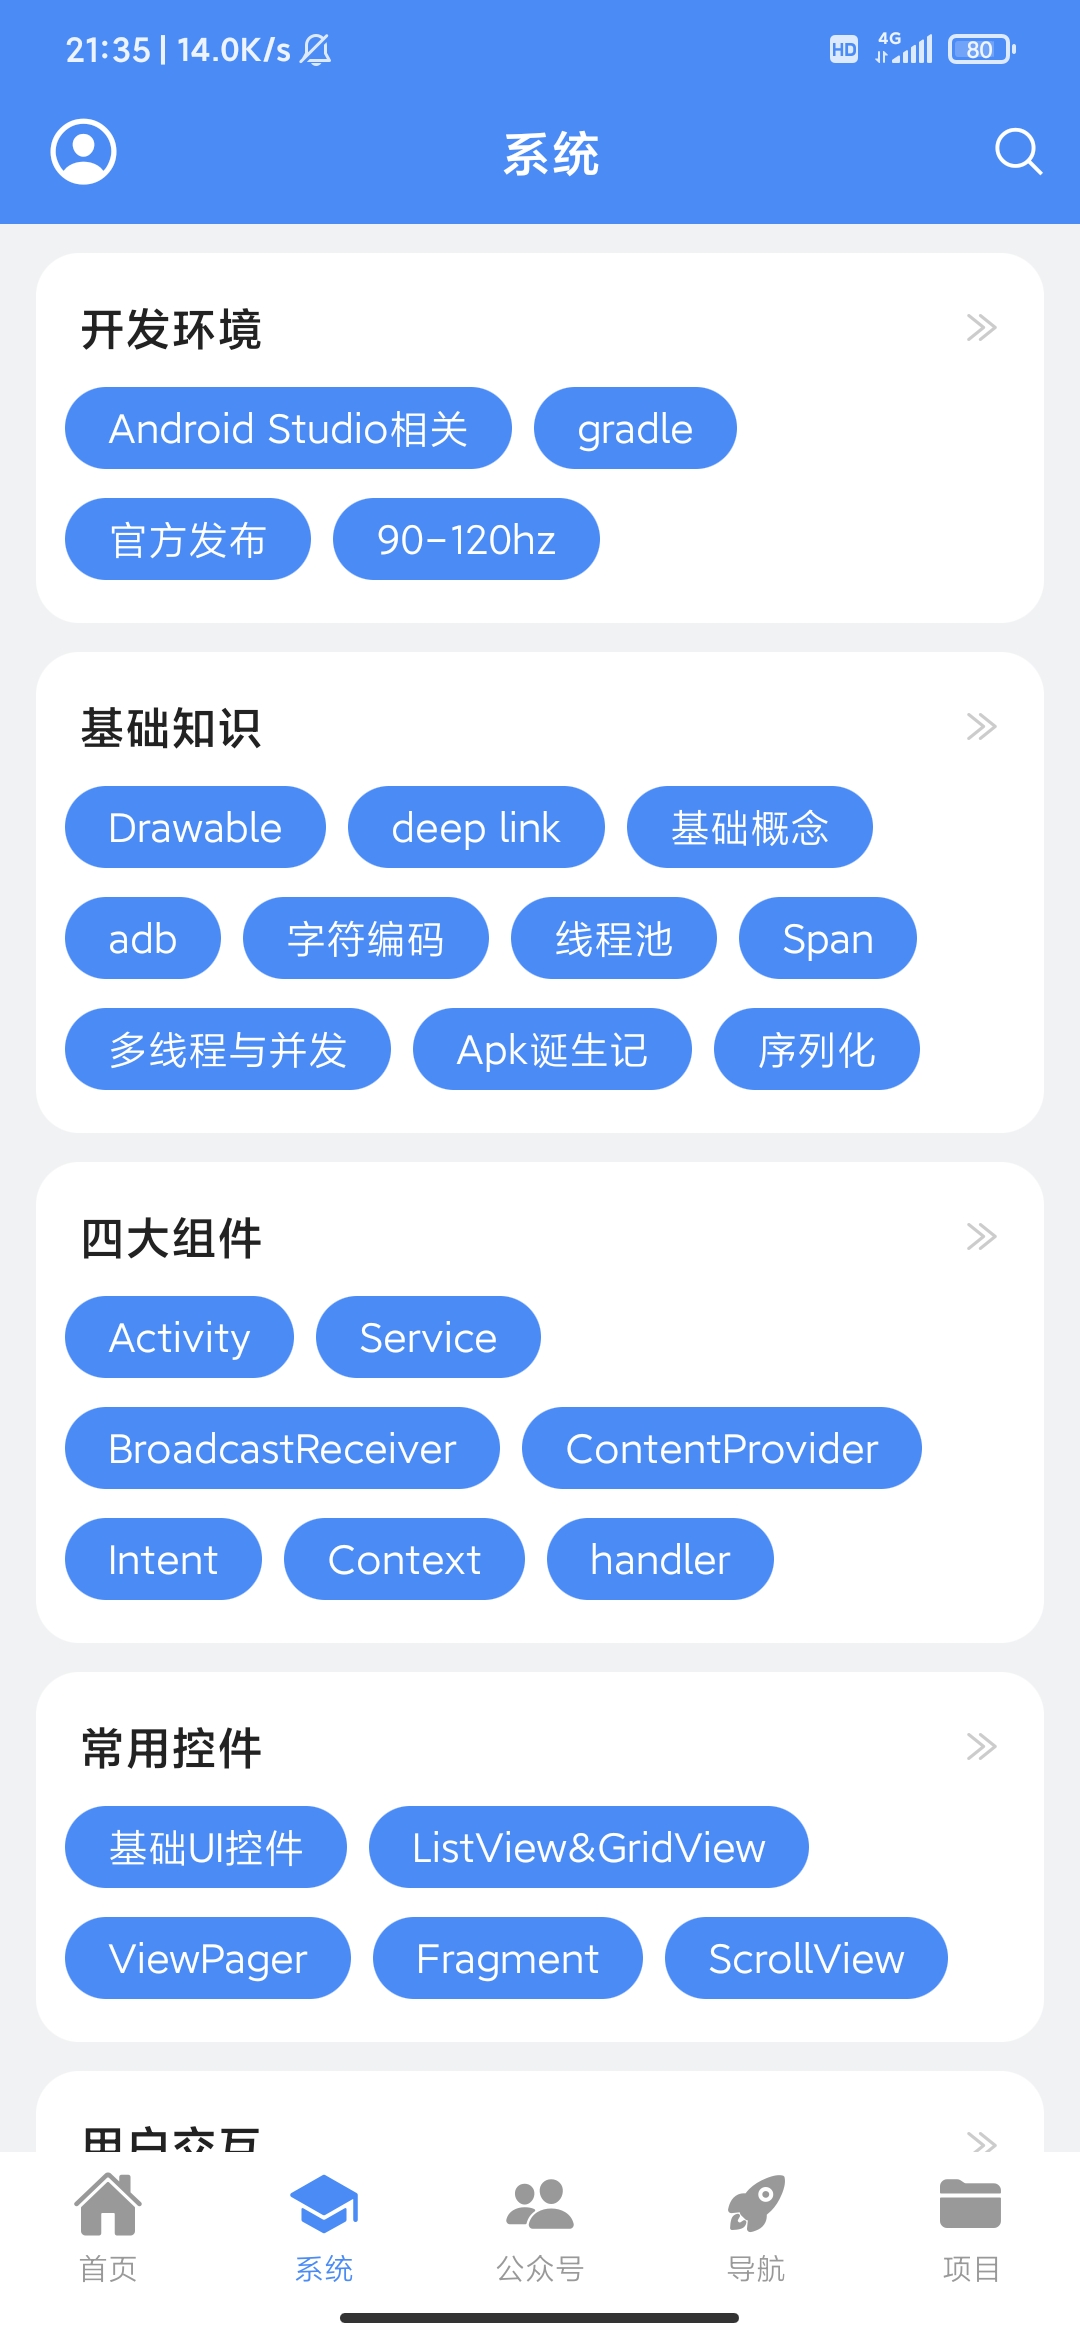 21:35 | 14.0K/s HD 4G 80
系统
开发环境
Android Studio相关 gradle
官方发布 90-120hz
基础知识
Drawable deep link 基础概念
adb 字符编码 线程池 Span
多线程与并发 Apk诞生记 序列化
四大组件
Activity Service
BroadcastReceiver ContentProvider
Intent Context handler
常用控件
基础UI控件 ListView&GridView
ViewPager Fragment ScrollView
用户交互
首页 系统 公众号 导航 项目